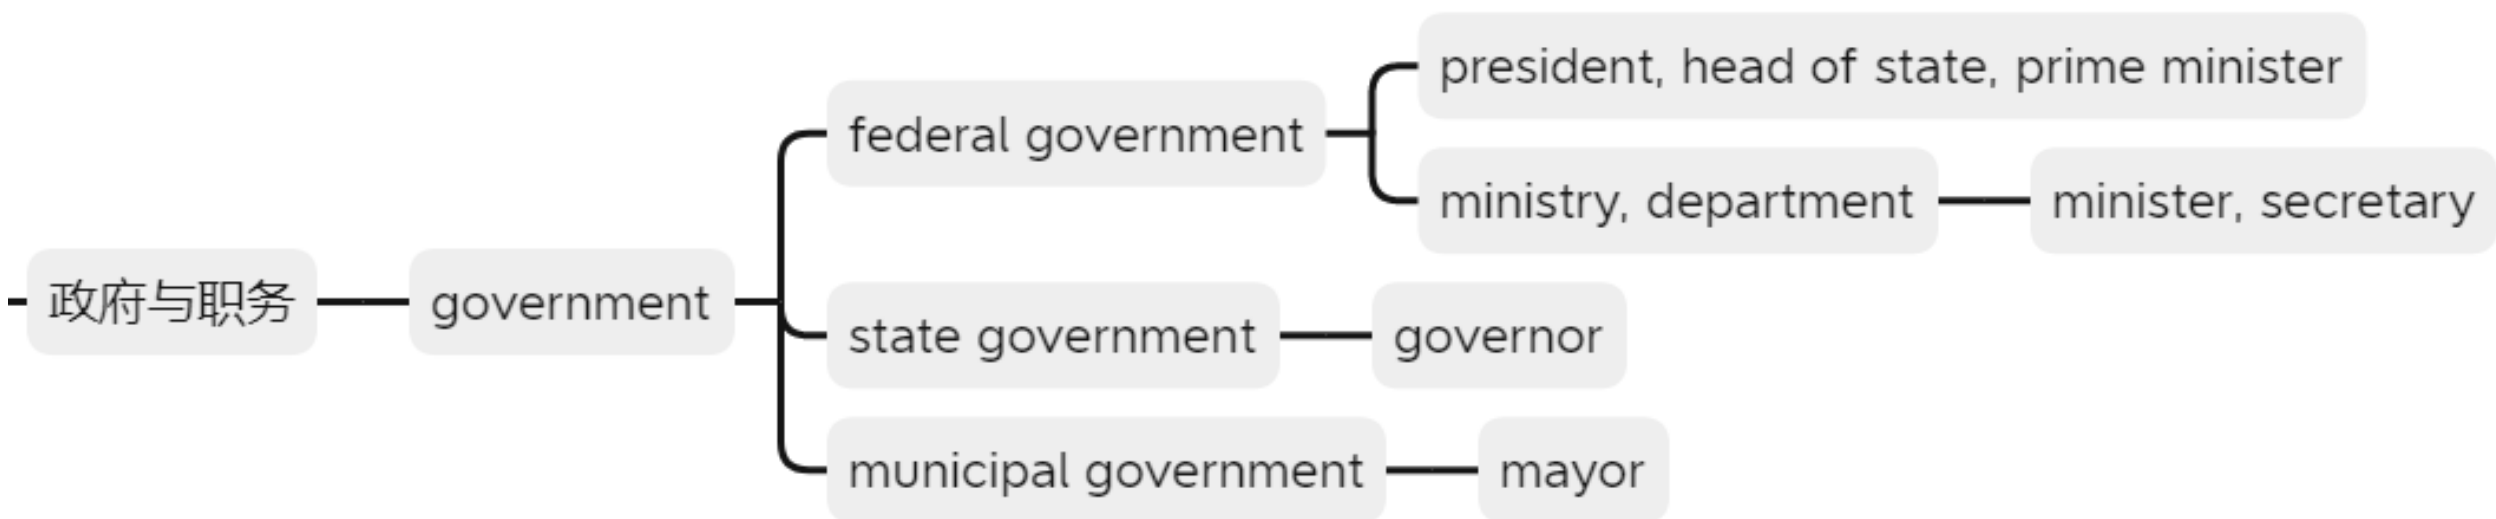 政府与职务
government
federal government
president, head of state, prime minister
ministry, department
minister, secretary
state government
governor
municipal government
mayor